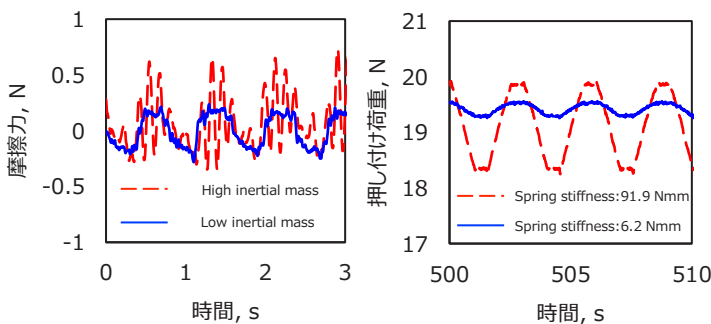 1
0.5
0
-0.5
-1
摩擦力, N
High inertial mass
Low inertial mass
0
1
2
3
時間, s
21
20
19
18
17
押し付け荷重, N
Spring stiffness:91.9 Nmm
Spring stiffness:6.2 Nmm
500
505
510
時間, s